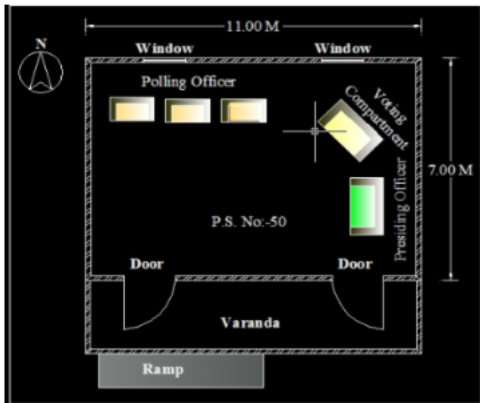 11.00 M
N
Window
Window
Polling Officer
Voting
Compartment
7.00 M
Presiding Officer
P.S. No:-50
Door
Door
Varanda
Ramp